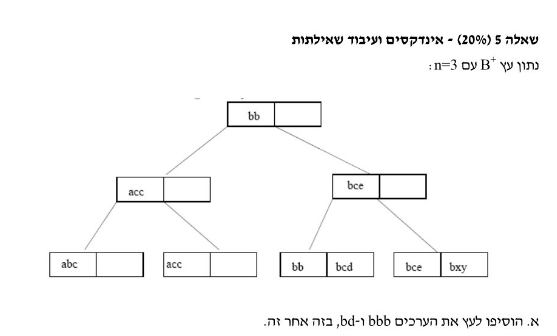 שאלה 5 (20%) - אינדקסים ועיבוד שאילתות
נתון עץ B+ עם n=3:
bb
acc
bce
abc
acc
bb bcd
bce bxy
א. הוסיפו לעץ את הערכים bbb ו-bd, בזה אחר זה.